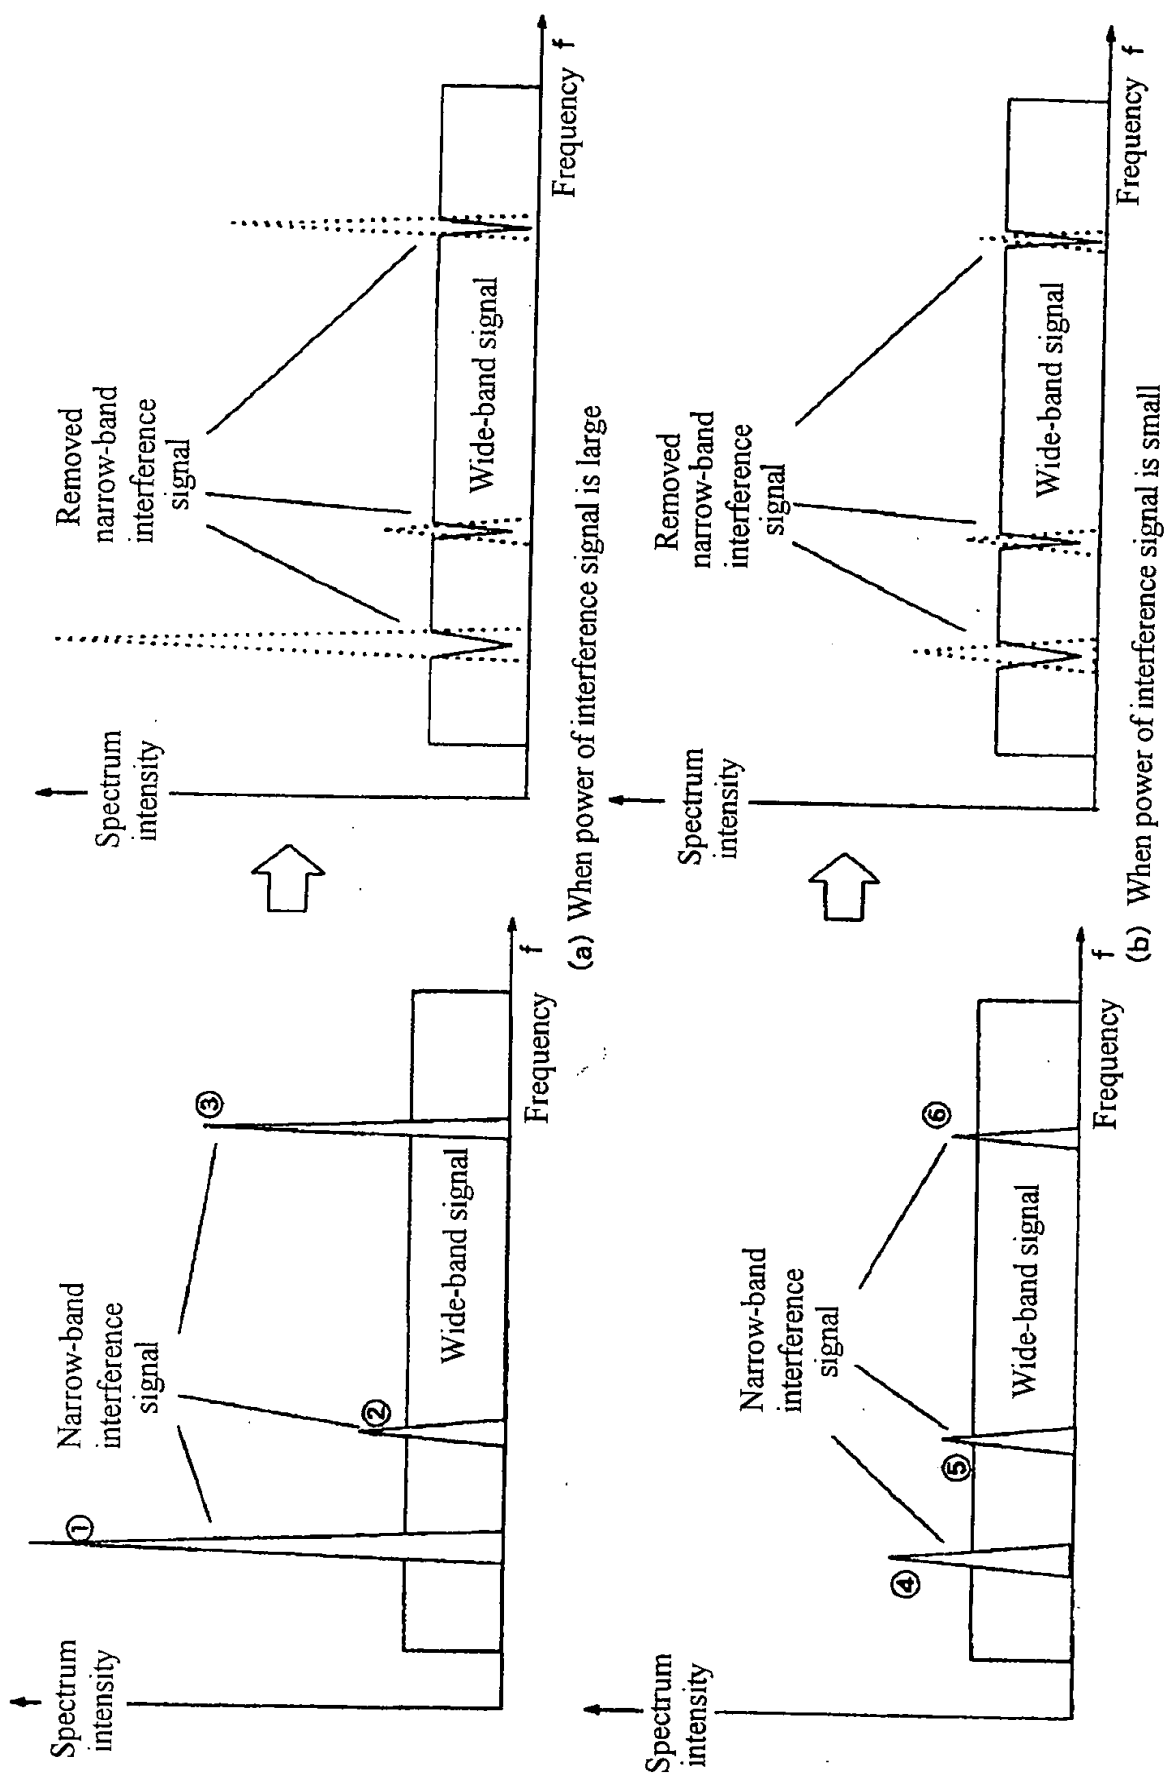 Spectrum
intensity
①
Narrow-band
interference
signal
②
③
Wide-band signal
Frequency
f
Spectrum
intensity
Removed
narrow-band
interference
signal
Wide-band signal
Frequency f
(a) When power of interference signal is large
Spectrum
intensity
④
⑤
Narrow-band
interference
signal
⑥
Wide-band signal
Frequency
f
Spectrum
intensity
Removed
narrow-band
interference
signal
Wide-band signal
Frequency f
(b) When power of interference signal is small